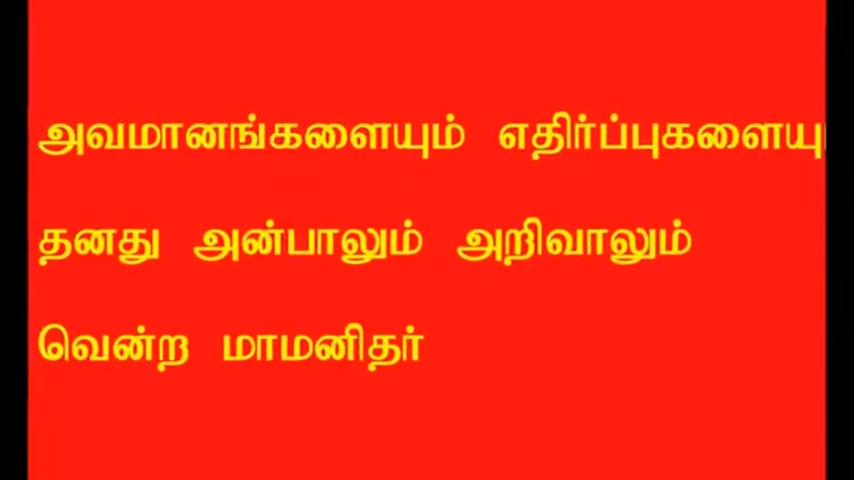 அவமானங்களையும் எதிர்ப்புகளையு
தனது அன்பாலும் அறிவாலும்
வென்ற மாமனிதர்